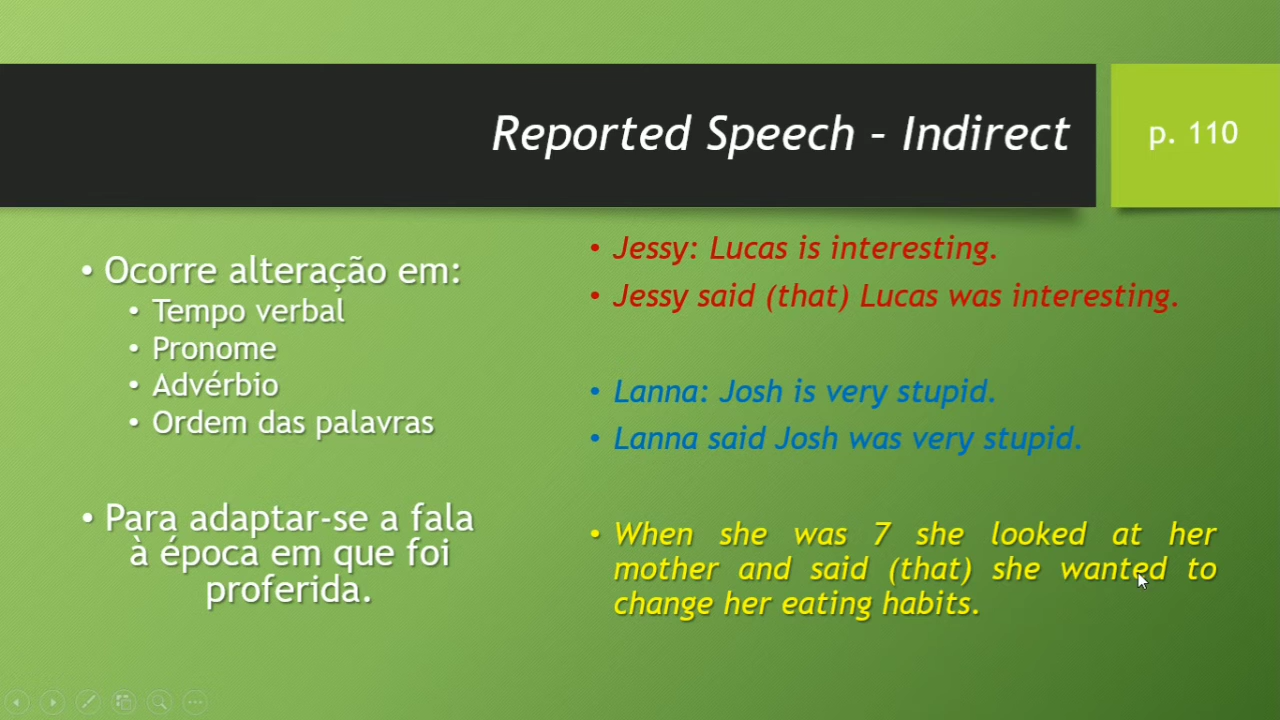 Reported Speech – Indirect
p. 110
• Ocorre alteração em:
• Tempo verbal
• Pronome
• Advérbio
• Ordem das palavras
• Para adaptar-se a fala
à época em que foi
proferida.
• Jessy: Lucas is interesting.
• Jessy said (that) Lucas was interesting.
• Lanna: Josh is very stupid.
• Lanna said Josh was very stupid.
• When she was 7 she looked at her
mother and said (that) she wanted to
change her eating habits.